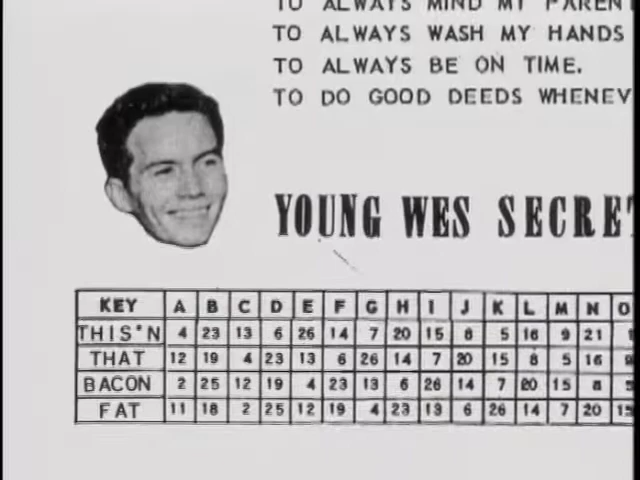 TO ALWAYS MIND MY PARENT
TO ALWAYS WASH MY HANDS
TO ALWAYS BE ON TIME.
TO DO GOOD DEEDS WHENEV
YOUNG WES SECRET
KEY A B C D E F G H I J K L M N O
THIS'N 4 23 13 6 26 14 7 20 15 8 5 16 9 21
THAT 12 19 4 23 13 6 26 14 7 20 15 8 5 16
BACON 2 25 12 19 4 23 13 6 26 14 7 20 15 8
FAT 11 18 2 25 12 19 4 23 13 6 26 14 7 20